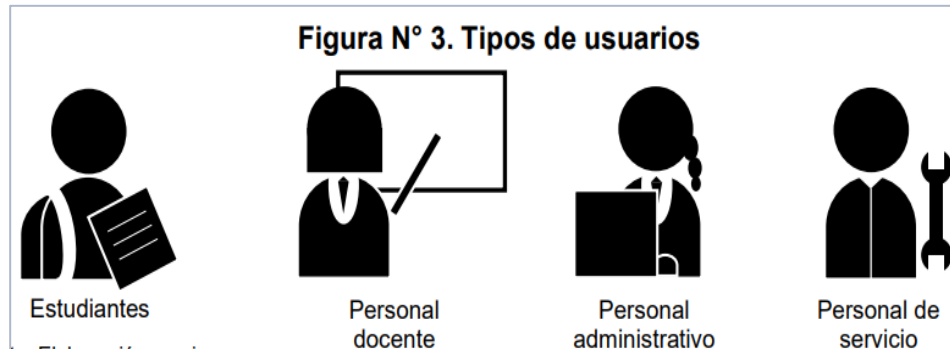 Figura N° 3. Tipos de usuarios
Estudiantes
Personal
docente
Personal
administrativo
Personal de
servicio